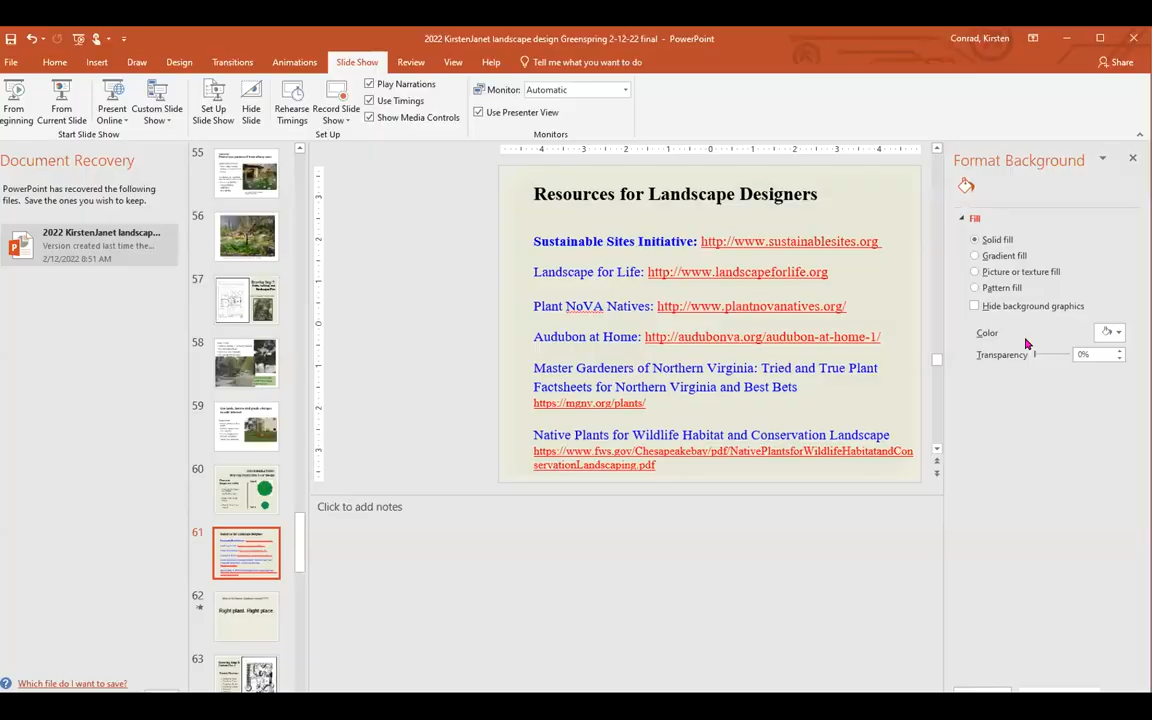 2022 KirstenJanet landscape design Greenspring 2-12-22 final - PowerPoint
Conrad, Kirsten
File Home Insert Draw Design Transitions Animations Slide Show Review View Help Tell me what you want to do
Share
From
Current Slide
Present
Online
Custom Slide
Show
Set Up
Slide Show
Hide
Slide
Rehearse
Timings
Record Slide
Show
Play Narrations
Use Timings
Show Media Controls
Monitor: Automatic
Use Presenter View
Start Slide Show
Set Up
Monitors
Document Recovery
PowerPoint has recovered the following
files. Save the ones you wish to keep.
2022 KirstenJanet landscap...
Version created last time the...
2/12/2022 8:51 AM
Which file do I want to save?
55
56
57
58
59
60
61
62
Right plant. Right place
63
Resources for Landscape Designers
Sustainable Sites Initiative: http://www.sustainablesites.org
Landscape for Life: http://www.landscapeforlife.org
Plant NoVA Natives: http://www.plantnovanatives.org/
Audubon at Home: http://audubonva.org/audubon-at-home-1/
Master Gardeners of Northern Virginia: Tried and True Plant
Factsheets for Northern Virginia and Best Bets
https://mgnv.org/plants/
Native Plants for Wildlife Habitat and Conservation Landscape
https://www.fws.gov/Chesapeakebay/pdf/NativePlantsforWildlifeHabitatandCon
servationLandscaping.pdf
Click to add notes
Format Background
Fill
Solid fill
Gradient fill
Picture or texture fill
Pattern fill
Hide background graphics
Color
Transparency 0%